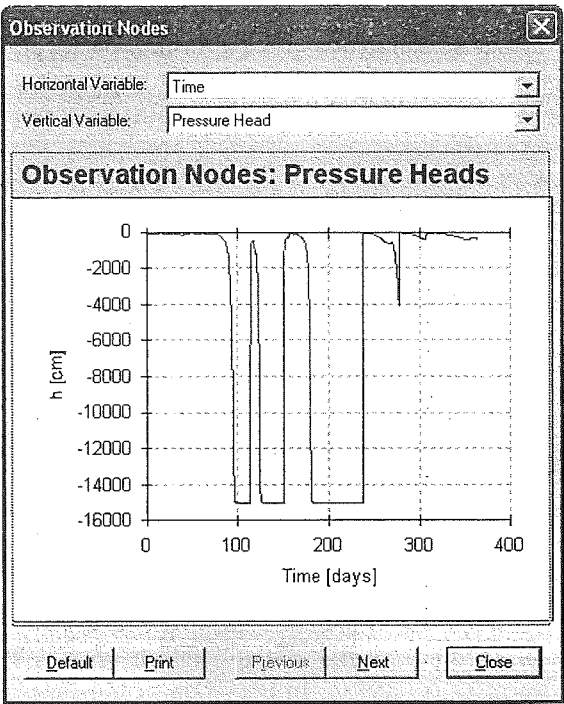 Observation Nodes
Horizontal Variable: Time
Vertical Variable: Pressure Head
Observation Nodes: Pressure Heads
0
-2000
-4000
-6000
-8000
-10000
-12000
-14000
-16000
h [cm]
0 100 200 300 400
Time [days]
Default Print Previous Next Close